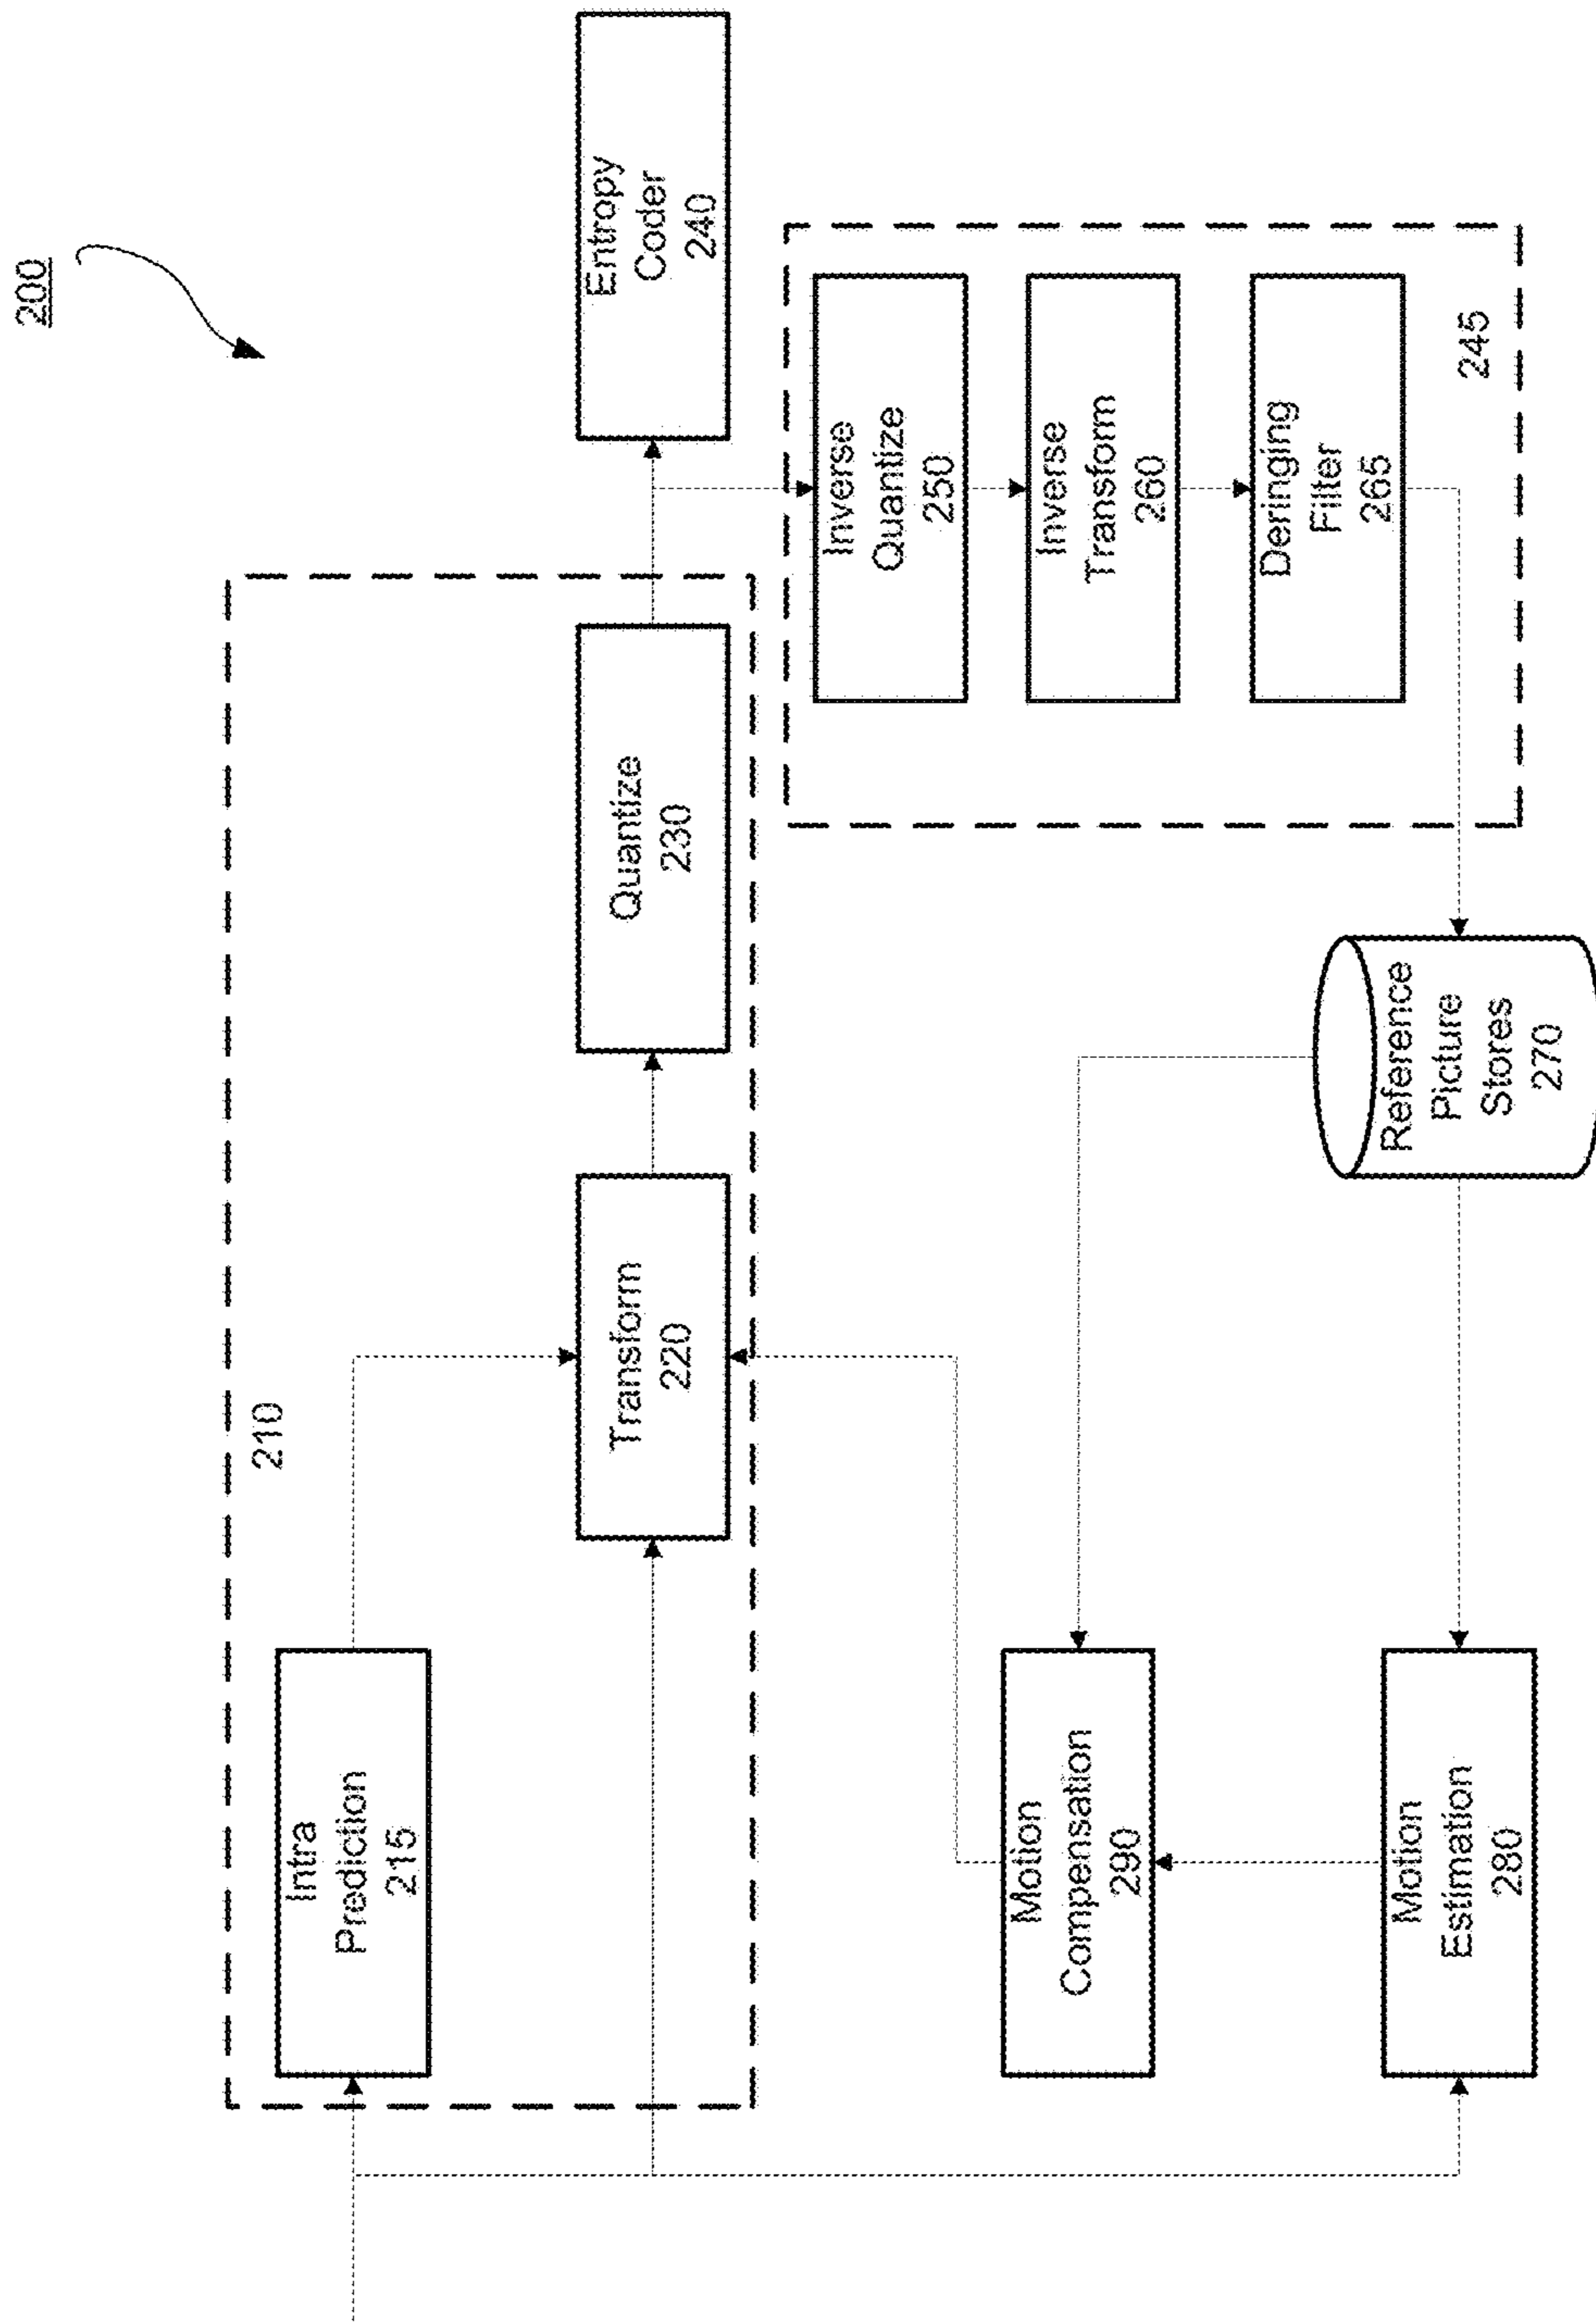 200
210
Intra
Prediction
215
Transform
220
Quantize
230
Entropy
Coder
240
Inverse
Quantize
250
Inverse
Transform
260
Deringing
Filter
265
245
Motion
Compensation
290
Reference
Picture
Stores
270
Motion
Estimation
280